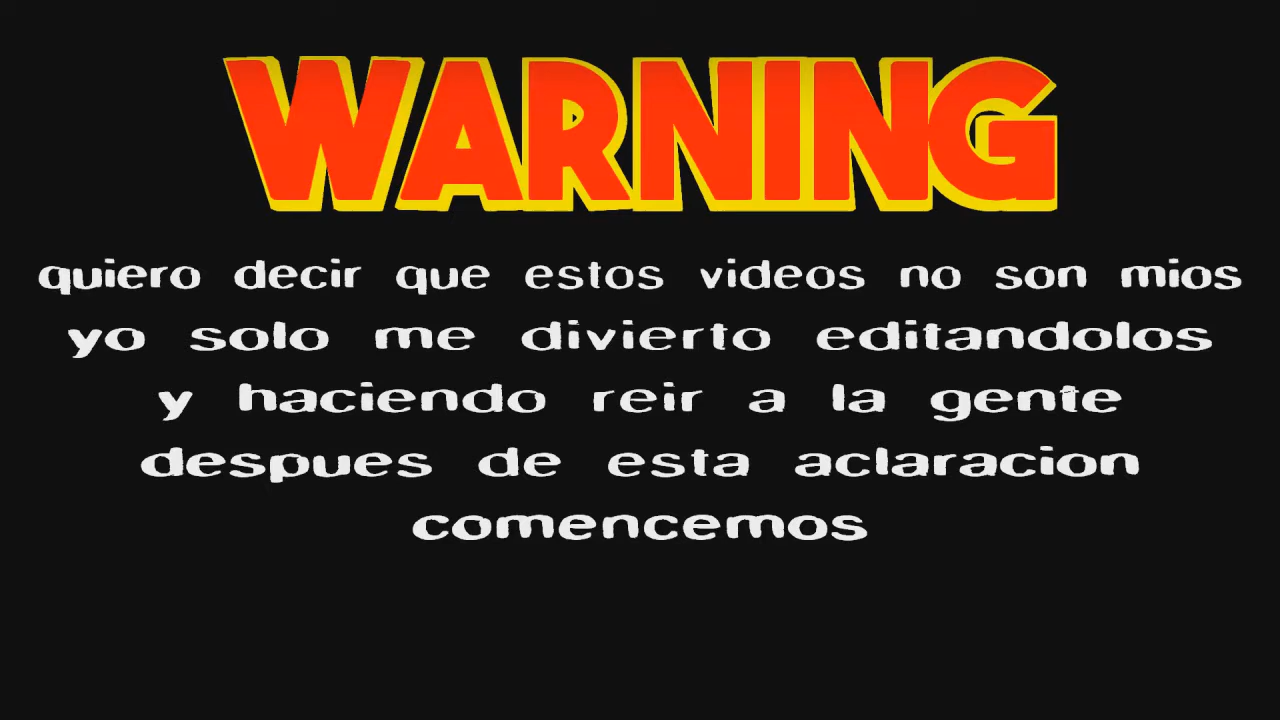 WARNING
quiero decir que estos videos no son mios
yo solo me divierto editandolos
y haciendo reir a la gente
despues de esta aclaracion
comencemos